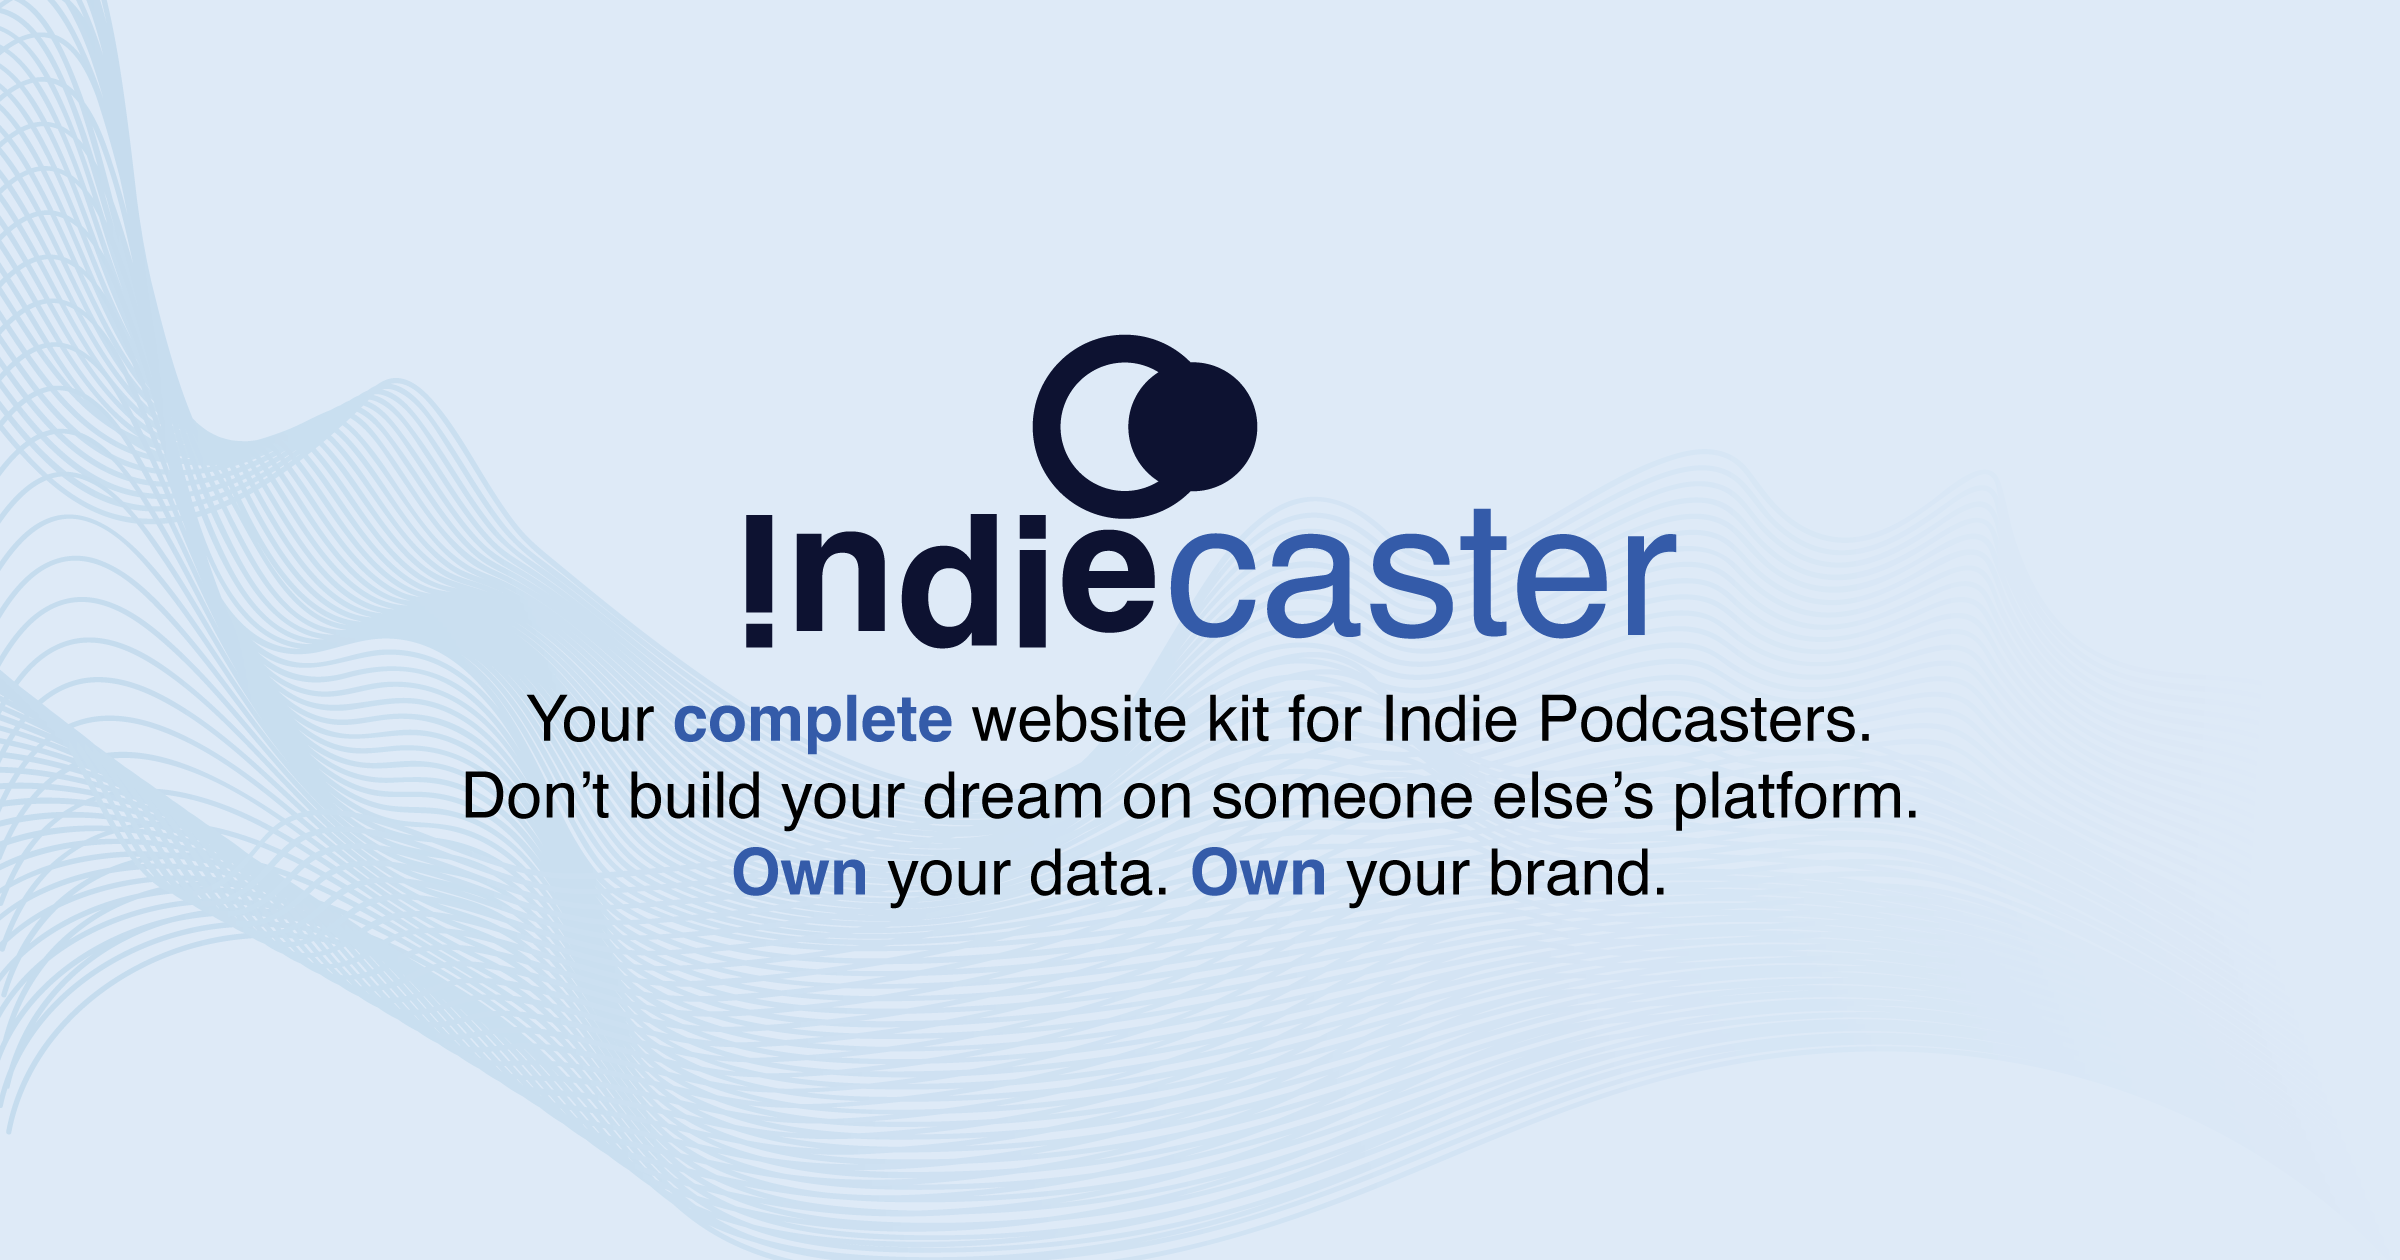 !ndiecaster
Your complete website kit for Indie Podcasters.
Don’t build your dream on someone else’s platform.
Own your data. Own your brand.